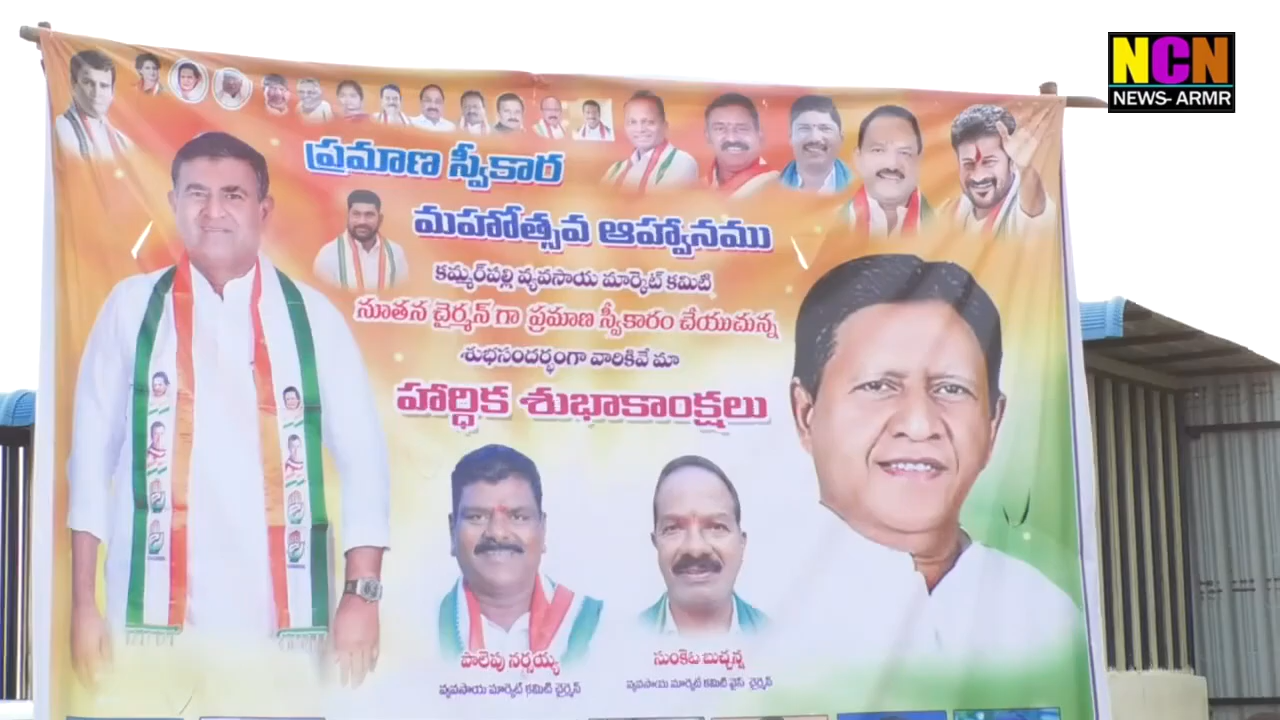 NCN
NEWS- ARMR
ప్రమాణ స్వీకార
మహోత్సవ ఆహ్వానము
కమ్మర్‌పల్లి వ్యవసాయ మార్కెట్ కమిటి
నూతన చైర్మన్ గా ప్రమాణ స్వీకారం చేయుచున్న
శుభసందర్భంగా వారికివే మా
హార్ధిక శుభాకాంక్షలు
పాలెపు నర్సయ్య
వ్యవసాయ మార్కెట్ కమిటి చైర్మన్
సుంకెట బుచ్చన్న
వ్యవసాయ మార్కెట్ కమిటి వైస్ చైర్మన్